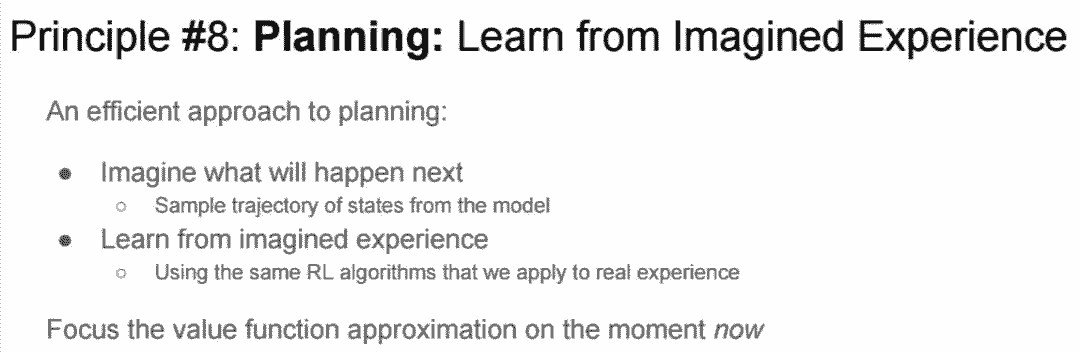 Principle #8: Planning: Learn from Imagined Experience
An efficient approach to planning:
● Imagine what will happen next
○ Sample trajectory of states from the model
● Learn from imagined experience
○ Using the same RL algorithms that we apply to real experience
Focus the value function approximation on the moment now